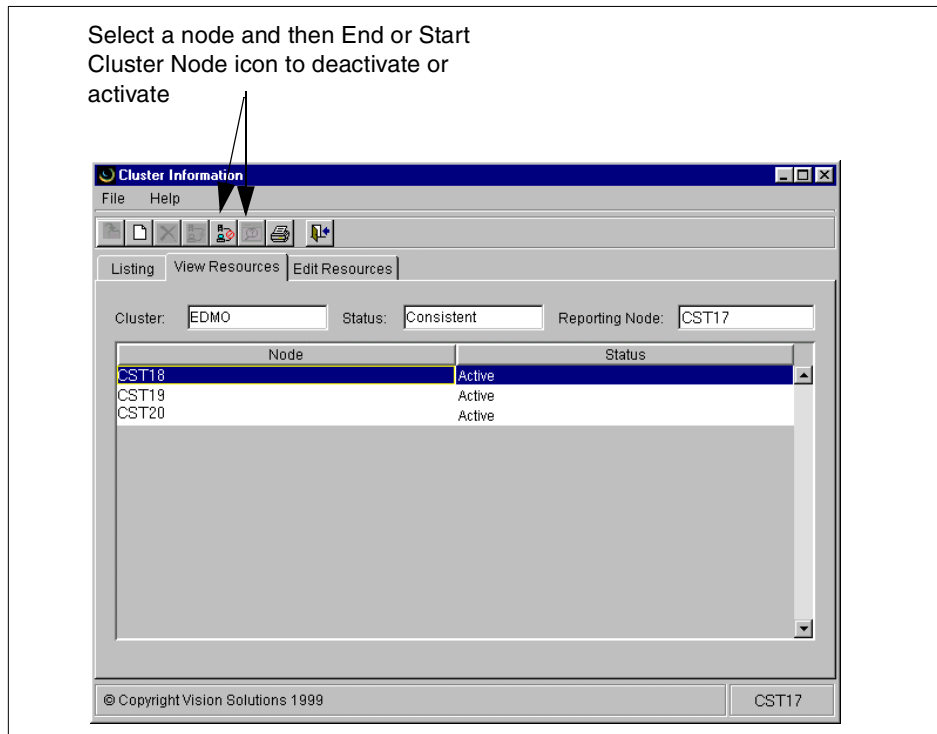 Select a node and then End or Start
Cluster Node icon to deactivate or
activate
Cluster Information
File Help
Listing View Resources Edit Resources
Cluster: EDMO Status: Consistent Reporting Node: CST17
Node Status
CST18 Active
CST19 Active
CST20 Active
© Copyright Vision Solutions 1999 CST17